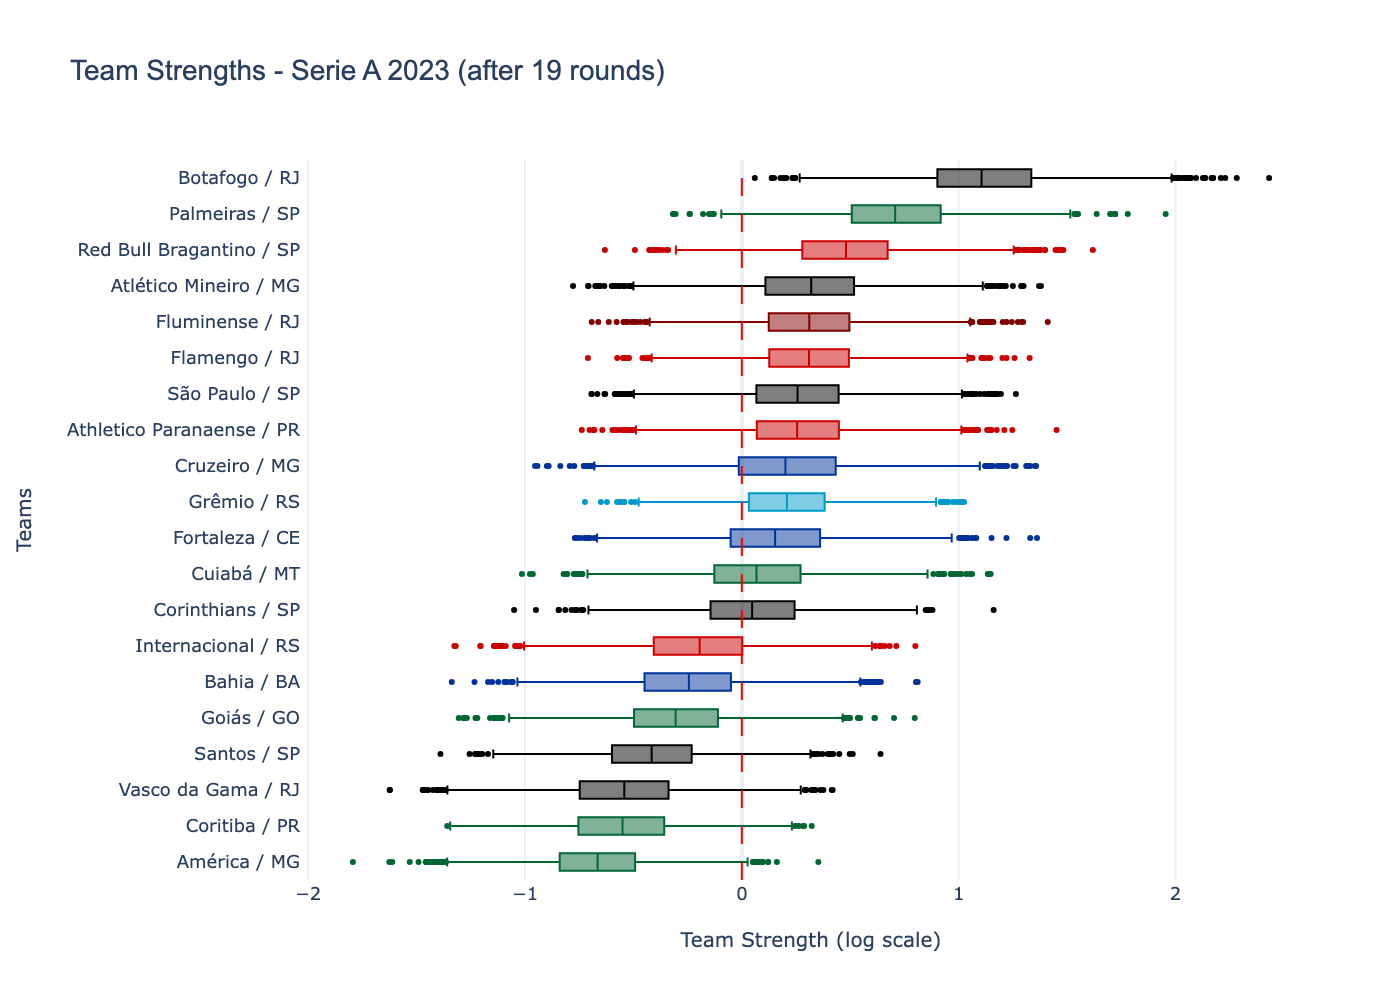 Team Strengths - Serie A 2023 (after 19 rounds)
Botafogo / RJ
Palmeiras / SP
Red Bull Bragantino / SP
Atlético Mineiro / MG
Fluminense / RJ
Flamengo / RJ
São Paulo / SP
Athletico Paranaense / PR
Cruzeiro / MG
Grêmio / RS
Fortaleza / CE
Cuiabá / MT
Corinthians / SP
Internacional / RS
Bahia / BA
Goiás / GO
Santos / SP
Vasco da Gama / RJ
Coritiba / PR
América / MG
Teams
−2 −1 0 1 2
Team Strength (log scale)